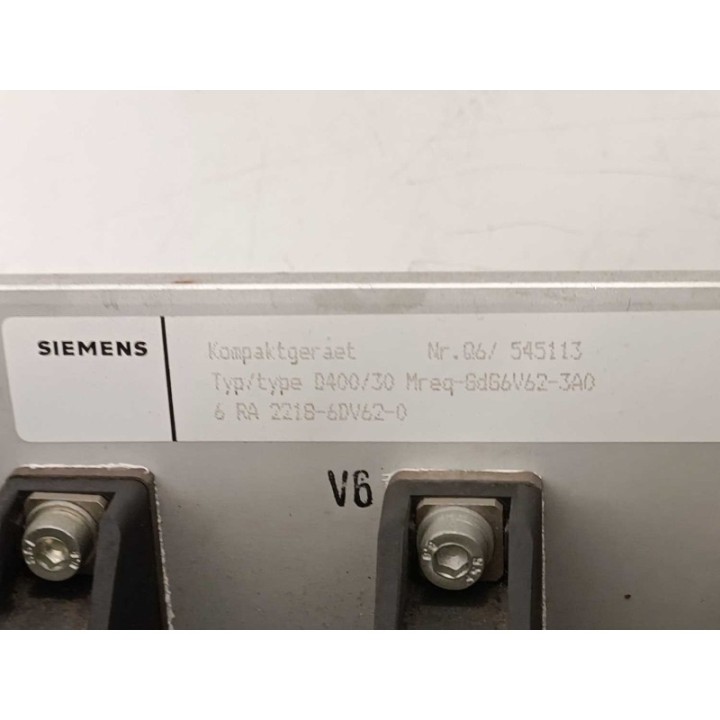 SIEMENS
Kompaktgeraet Nr.Q6/ 545113
Typ/type D400/30 Mreq-GdG6V62-3A0
6 RA 2218-6DV62-0
V6